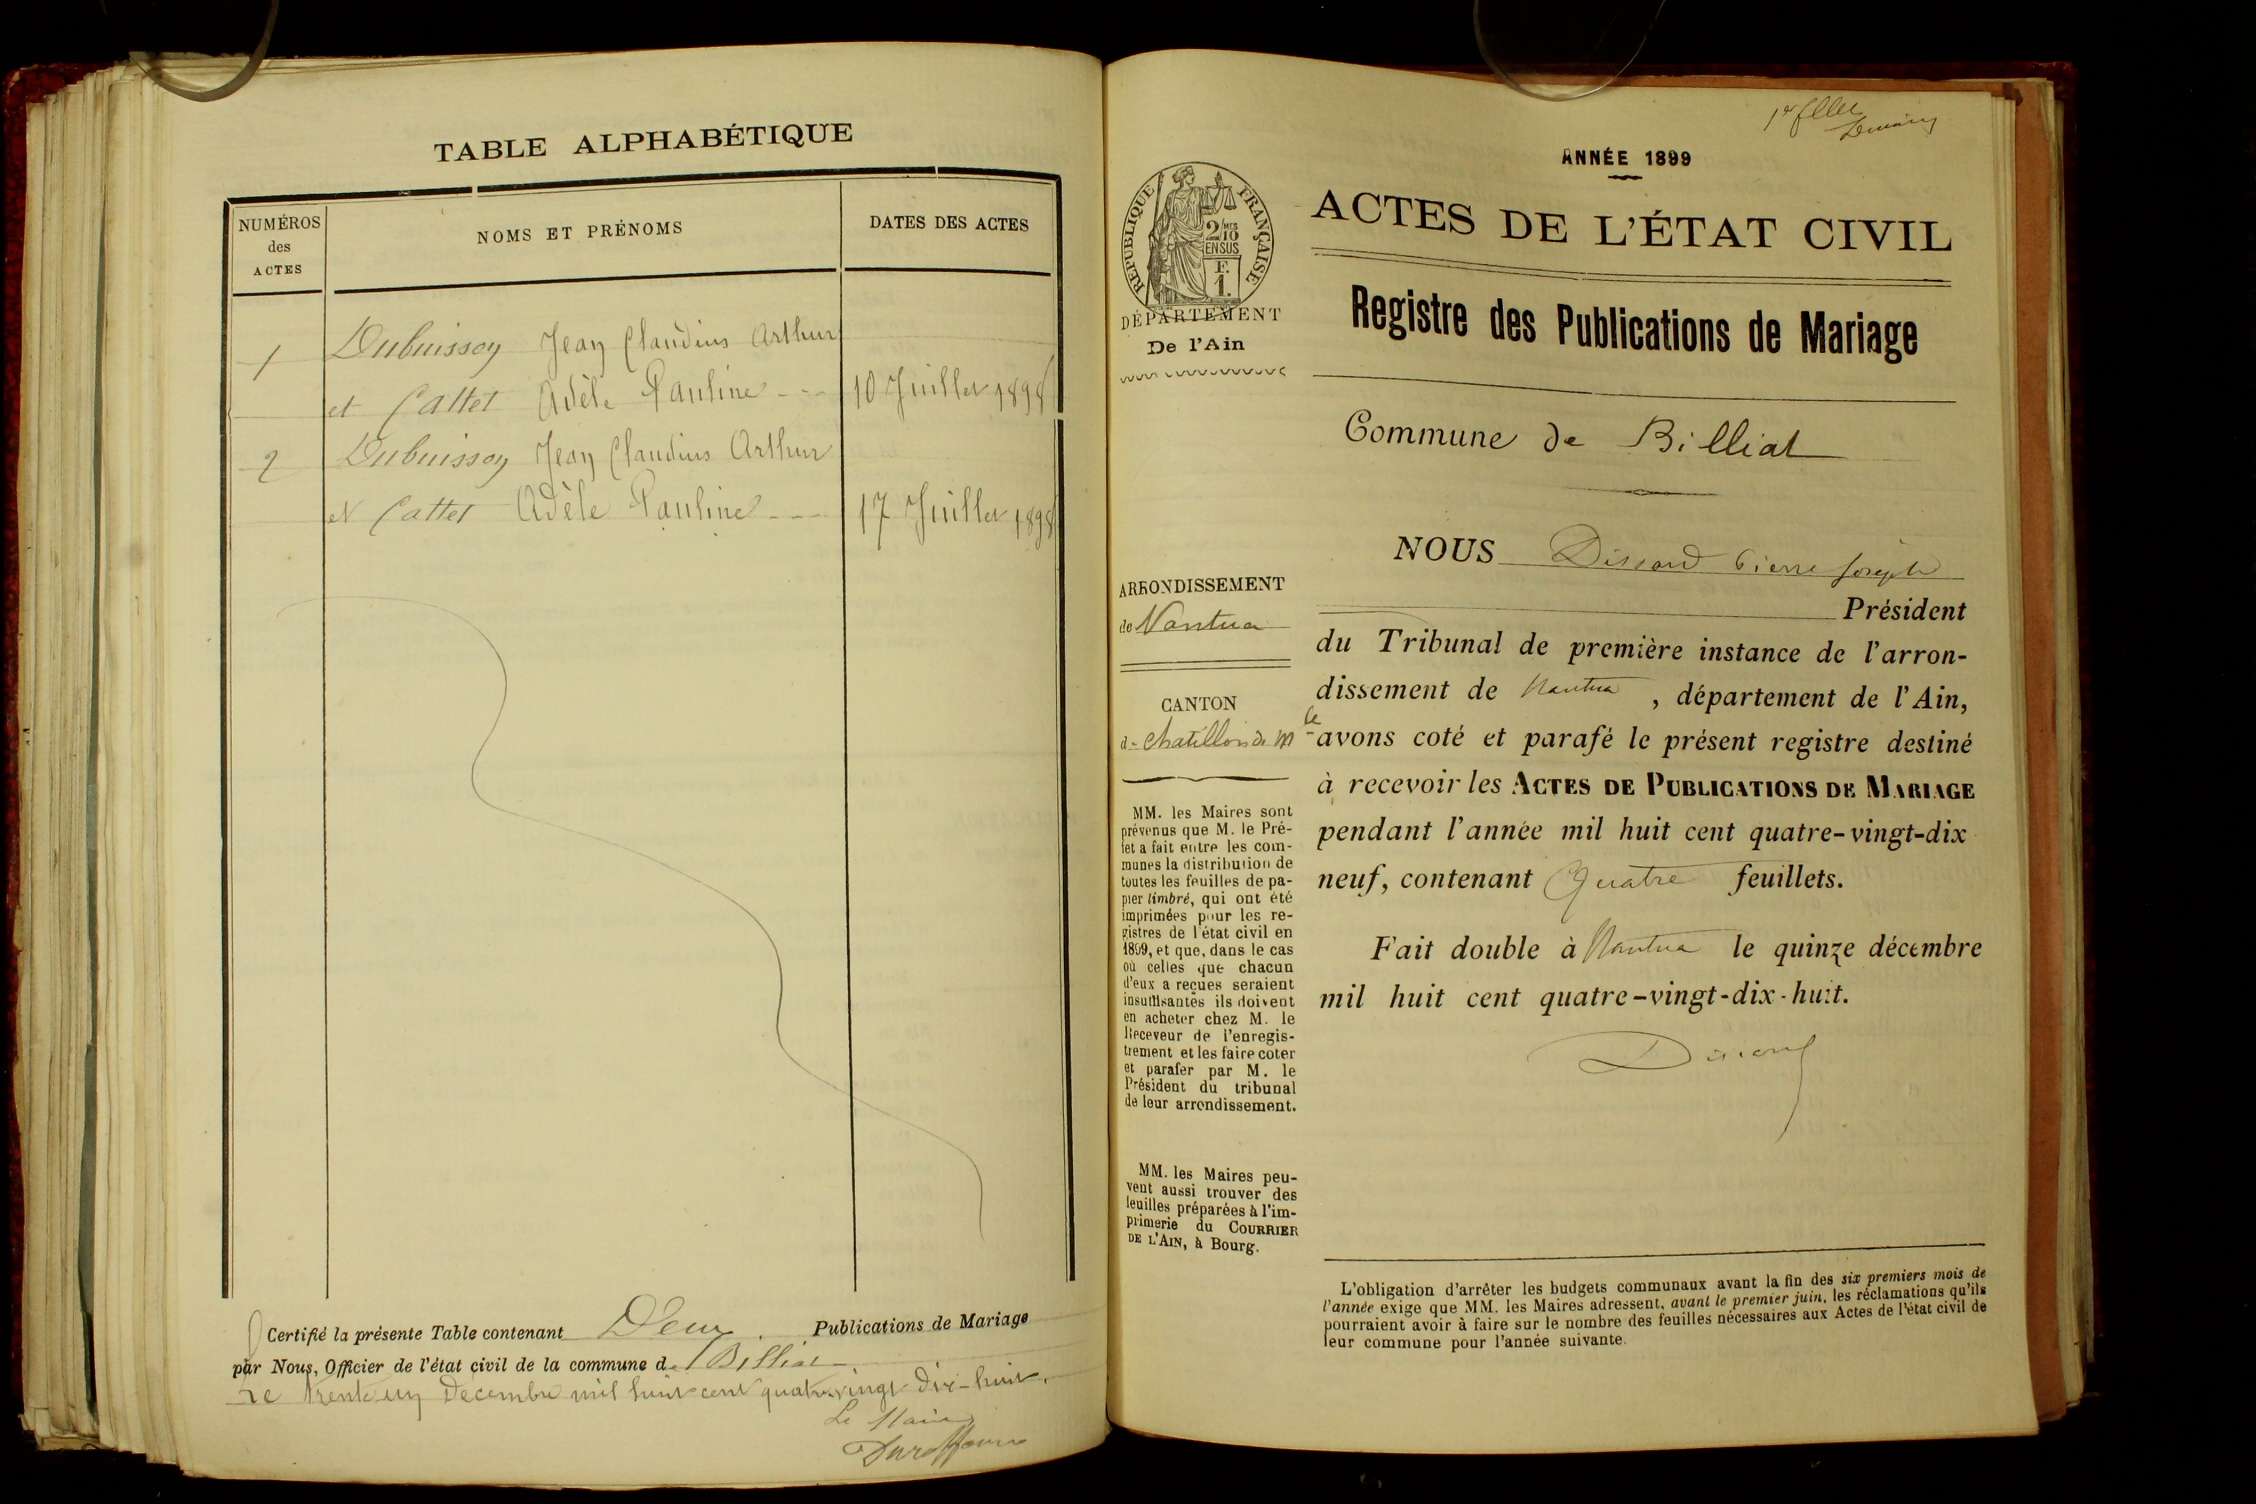 TABLE ALPHABÉTIQUE
NUMÉROS
des
ACTES
NOMS ET PRÉNOMS
DATES DES ACTES
1
Dubuisson Jean Claudius Arthur
et Cattet Adèle Pauline 10 Juillet 1898
2
Dubuisson Jean Claudius Arthur
et Cattet Adèle Pauline 17 Juillet 1898
Certifié la présente Table contenant Deux Publications de Mariage
par Nous, Officier de l'état civil de la commune de Billiat
le trente un Décembre mil huit cent quatre vingt dix-huit.
Le Maire
1er feuillet
ANNÉE 1899
ACTES DE L'ÉTAT CIVIL
Registre des Publications de Mariage
RÉPUBLIQUE FRANÇAISE
2/10MES
EN SUS
F.
1.
DÉPARTEMENT
De l'Ain
Commune de Billiat
ARRONDISSEMENT
de Nantua
CANTON
de Chatillon de Mle
MM. les Maires sont
prévenus que M. le Pré-
fet a fait entre les com-
munes la distribution de
toutes les feuilles de pa-
pier timbré, qui ont été
imprimées pour les re-
gistres de l'état civil en
1899, et que, dans le cas
où celles que chacun
d'eux a reçues seraient
insuffisantes ils doivent
en acheter chez M. le
Receveur de l'enregis-
trement et les faire coter
et parafer par M. le
Président du tribunal
de leur arrondissement.
MM. les Maires peu-
vent aussi trouver des
feuilles préparées à l'im-
primerie du COURRIER
DE L'AIN, à Bourg.
NOUS Dissard Pierre Joseph
Président
du Tribunal de première instance de l'arron-
dissement de Nantua, département de l'Ain,
avons coté et parafé le présent registre destiné
à recevoir les ACTES DE PUBLICATIONS DE MARIAGE
pendant l'année mil huit cent quatre-vingt-dix
neuf, contenant Quatre feuillets.
Fait double à Nantua le quinze décembre
mil huit cent quatre-vingt-dix-huit.
Dissard
L'obligation d'arrêter les budgets communaux avant la fin des six premiers mois de
l'année exige que MM. les Maires adressent, avant le premier juin, les réclamations qu'ils
pourraient avoir à faire sur le nombre des feuilles nécessaires aux Actes de l'état civil de
leur commune pour l'année suivante.